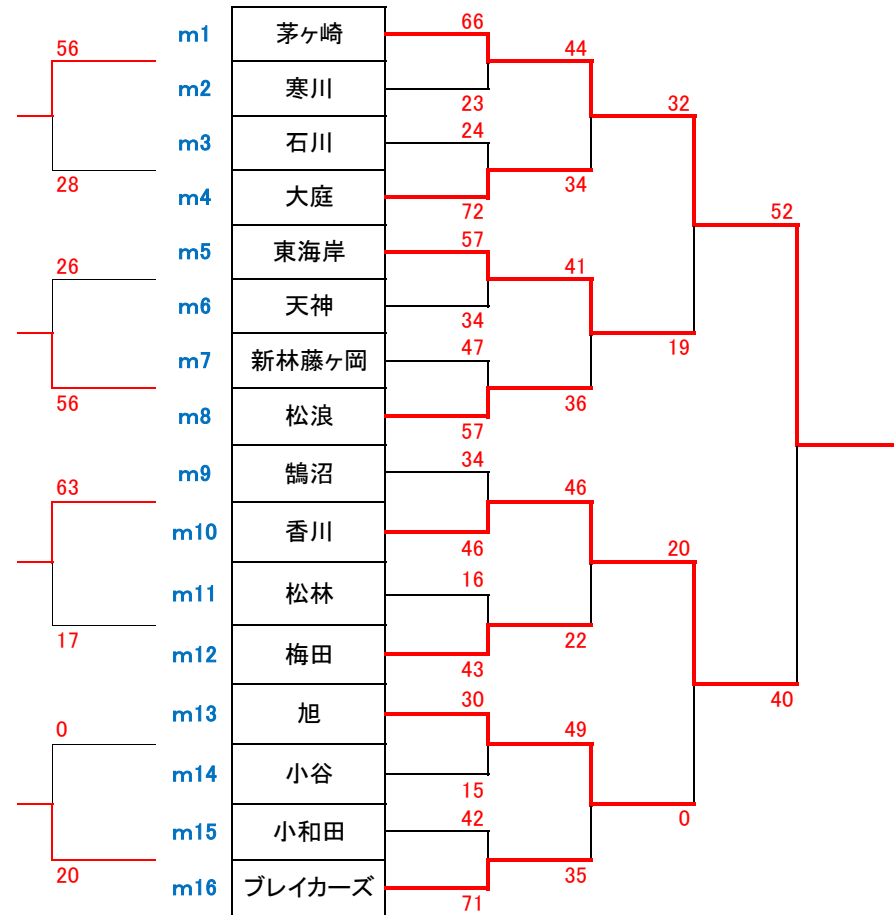 56 m1 茅ヶ崎 66 44
m2 寒川 23 32
m3 石川 24
28 m4 大庭 72 34 52
26 m5 東海岸 57 41
m6 天神 34
m7 新林藤ヶ岡 47 19
56 m8 松浪 57 36
63 m9 鵠沼 34 46
m10 香川 46 20
m11 松林 16
17 m12 梅田 43 22
0 m13 旭 30 49 40
m14 小谷 15
m15 小和田 42 0
20 m16 ブレイカーズ 71 35